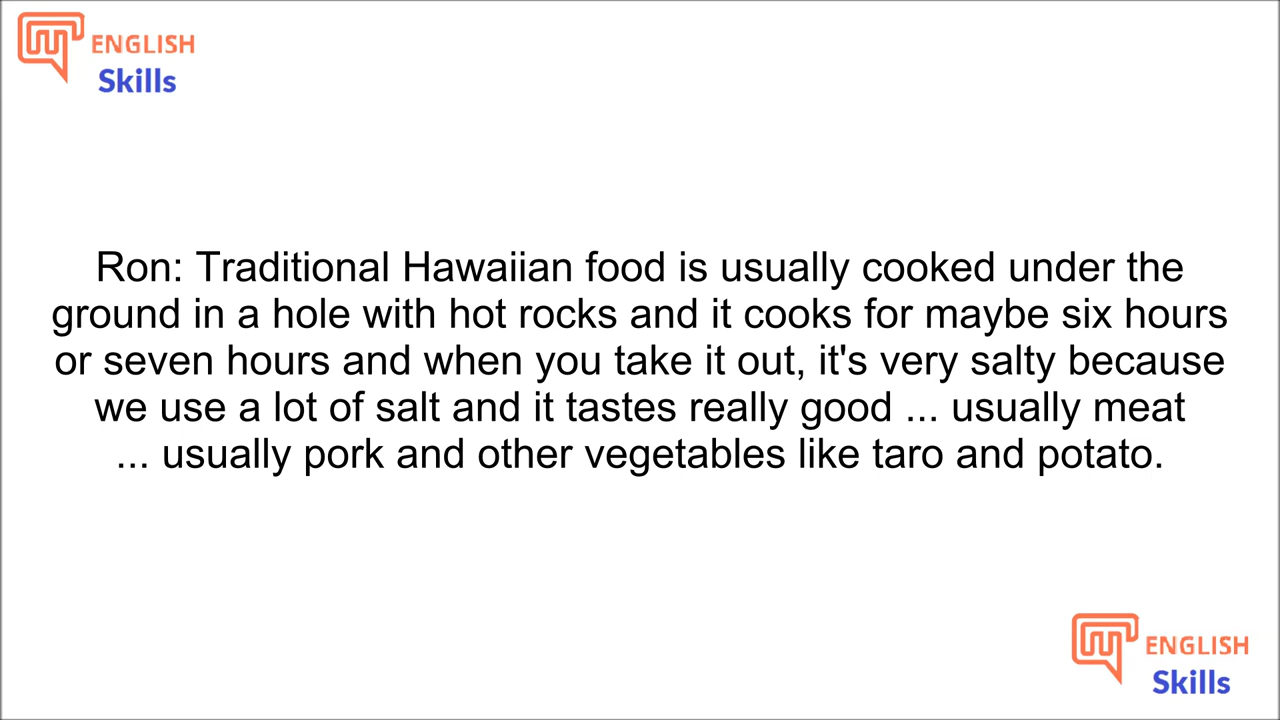 ENGLISH
Skills
Ron: Traditional Hawaiian food is usually cooked under the
ground in a hole with hot rocks and it cooks for maybe six hours
or seven hours and when you take it out, it's very salty because
we use a lot of salt and it tastes really good ... usually meat
... usually pork and other vegetables like taro and potato.
ENGLISH
Skills